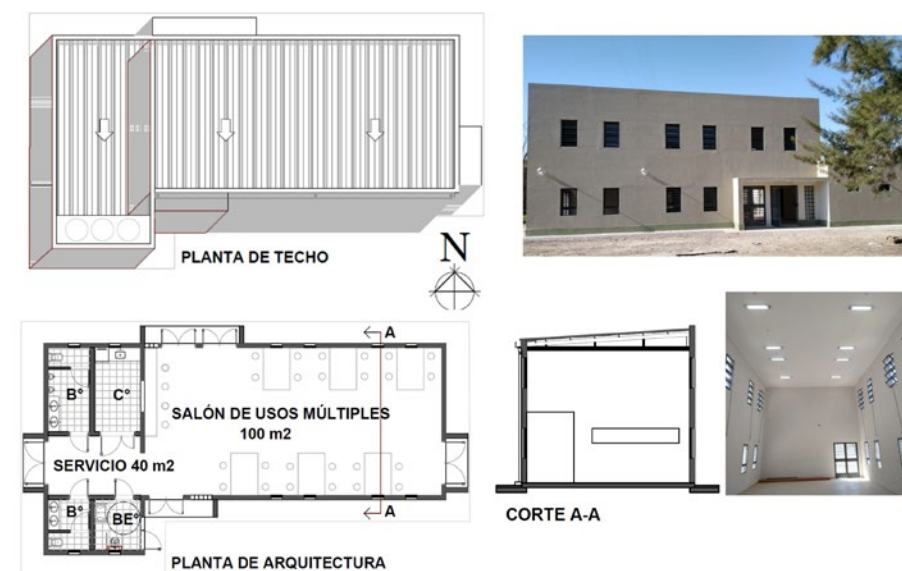 PLANTA DE TECHO
N
A
B°
C°
SALÓN DE USOS MÚLTIPLES
100 m2
SERVICIO 40 m2
B°
BE°
A
PLANTA DE ARQUITECTURA
CORTE A-A